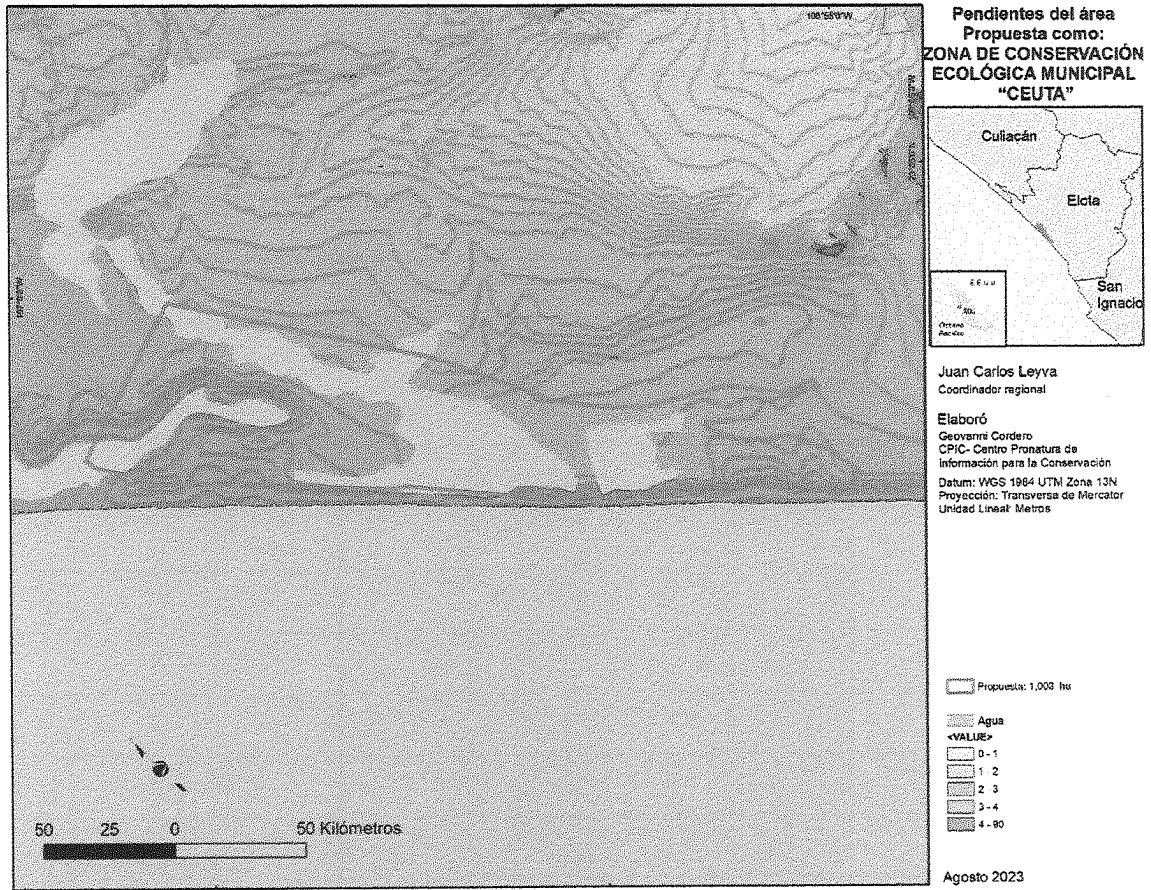 Pendientes del área
Propuesta como:
ZONA DE CONSERVACIÓN
ECOLÓGICA MUNICIPAL
“CEUTA”
Culiacán
Elota
San
Ignacio
E.E.U.U
Océano
Pacífico
Juan Carlos Leyva
Coordinador regional
Elaboró
Geovanni Cordero
CPIC- Centro Pronatura de
Información para la Conservación
Datum: WGS 1984 UTM Zona 13N
Proyección: Transversa de Mercator
Unidad Lineal: Metros
Propuesta: 1,003 ha
Agua
<VALUE>
0 - 1
1 - 2
2 - 3
3 - 4
4 - 90
50 25 0 50 Kilómetros
Agosto 2023